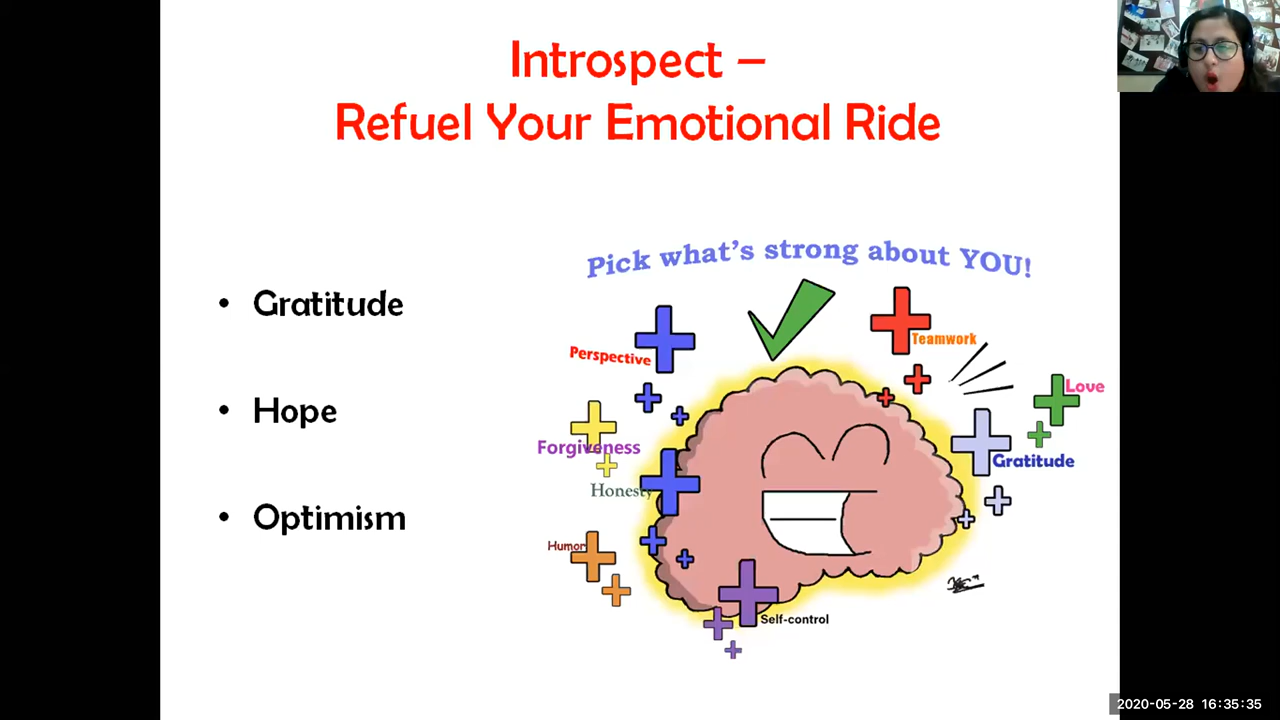 Introspect –
Refuel Your Emotional Ride
• Gratitude
• Hope
• Optimism
Pick what's strong about YOU!
Perspective
Teamwork
Love
Forgiveness
Gratitude
Honesty
Humor
Self-control
2020-05-28 16:35:35